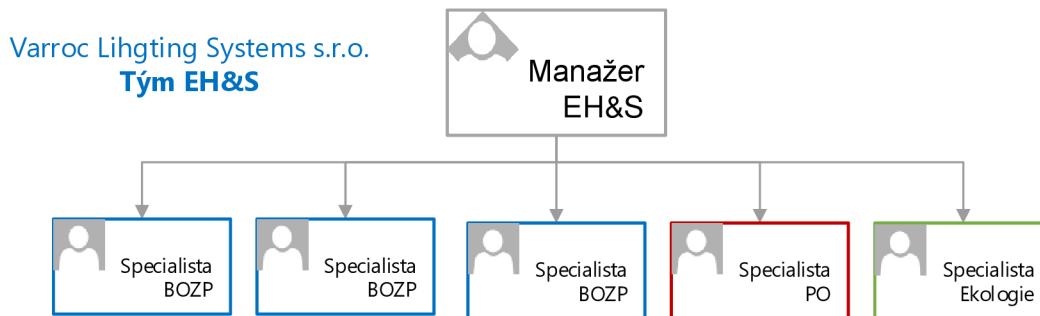 Varroc Lihgting Systems s.r.o.
Tým EH&S
Manažer
EH&S
Specialista
BOZP
Specialista
BOZP
Specialista
BOZP
Specialista
PO
Specialista
Ekologie